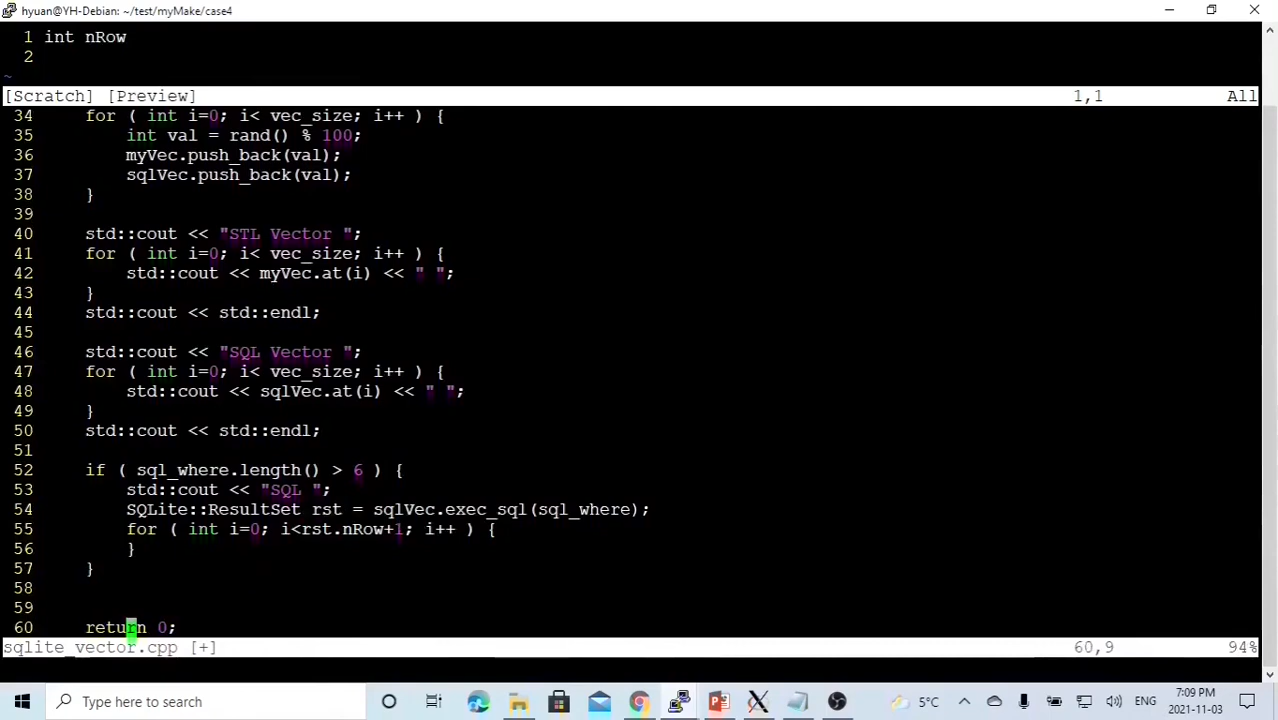 hyuan@YH-Debian: ~/test/myMake/case4
1 int nRow
2
~
[Scratch] [Preview] 1,1 All
34 for ( int i=0; i< vec_size; i++ ) {
35 int val = rand() % 100;
36 myVec.push_back(val);
37 sqlVec.push_back(val);
38 }
39
40 std::cout << "STL Vector ";
41 for ( int i=0; i< vec_size; i++ ) {
42 std::cout << myVec.at(i) << " ";
43 }
44 std::cout << std::endl;
45
46 std::cout << "SQL Vector ";
47 for ( int i=0; i< vec_size; i++ ) {
48 std::cout << sqlVec.at(i) << " ";
49 }
50 std::cout << std::endl;
51
52 if ( sql_where.length() > 6 ) {
53 std::cout << "SQL ";
54 SQLite::ResultSet rst = sqlVec.exec_sql(sql_where);
55 for ( int i=0; i<rst.nRow+1; i++ ) {
56 }
57 }
58
59
60 return 0;
sqlite_vector.cpp [+] 60,9 94%
Type here to search 5°C ENG 7:09 PM
2021-11-03